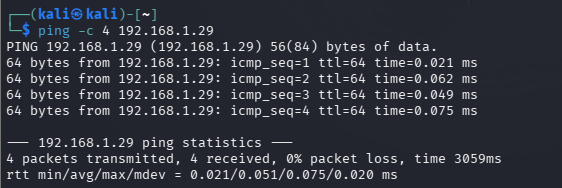 ┌──(kali㉿kali)-[~]
└─$ ping -c 4 192.168.1.29
PING 192.168.1.29 (192.168.1.29) 56(84) bytes of data.
64 bytes from 192.168.1.29: icmp_seq=1 ttl=64 time=0.021 ms
64 bytes from 192.168.1.29: icmp_seq=2 ttl=64 time=0.062 ms
64 bytes from 192.168.1.29: icmp_seq=3 ttl=64 time=0.049 ms
64 bytes from 192.168.1.29: icmp_seq=4 ttl=64 time=0.075 ms

--- 192.168.1.29 ping statistics ---
4 packets transmitted, 4 received, 0% packet loss, time 3059ms
rtt min/avg/max/mdev = 0.021/0.051/0.075/0.020 ms